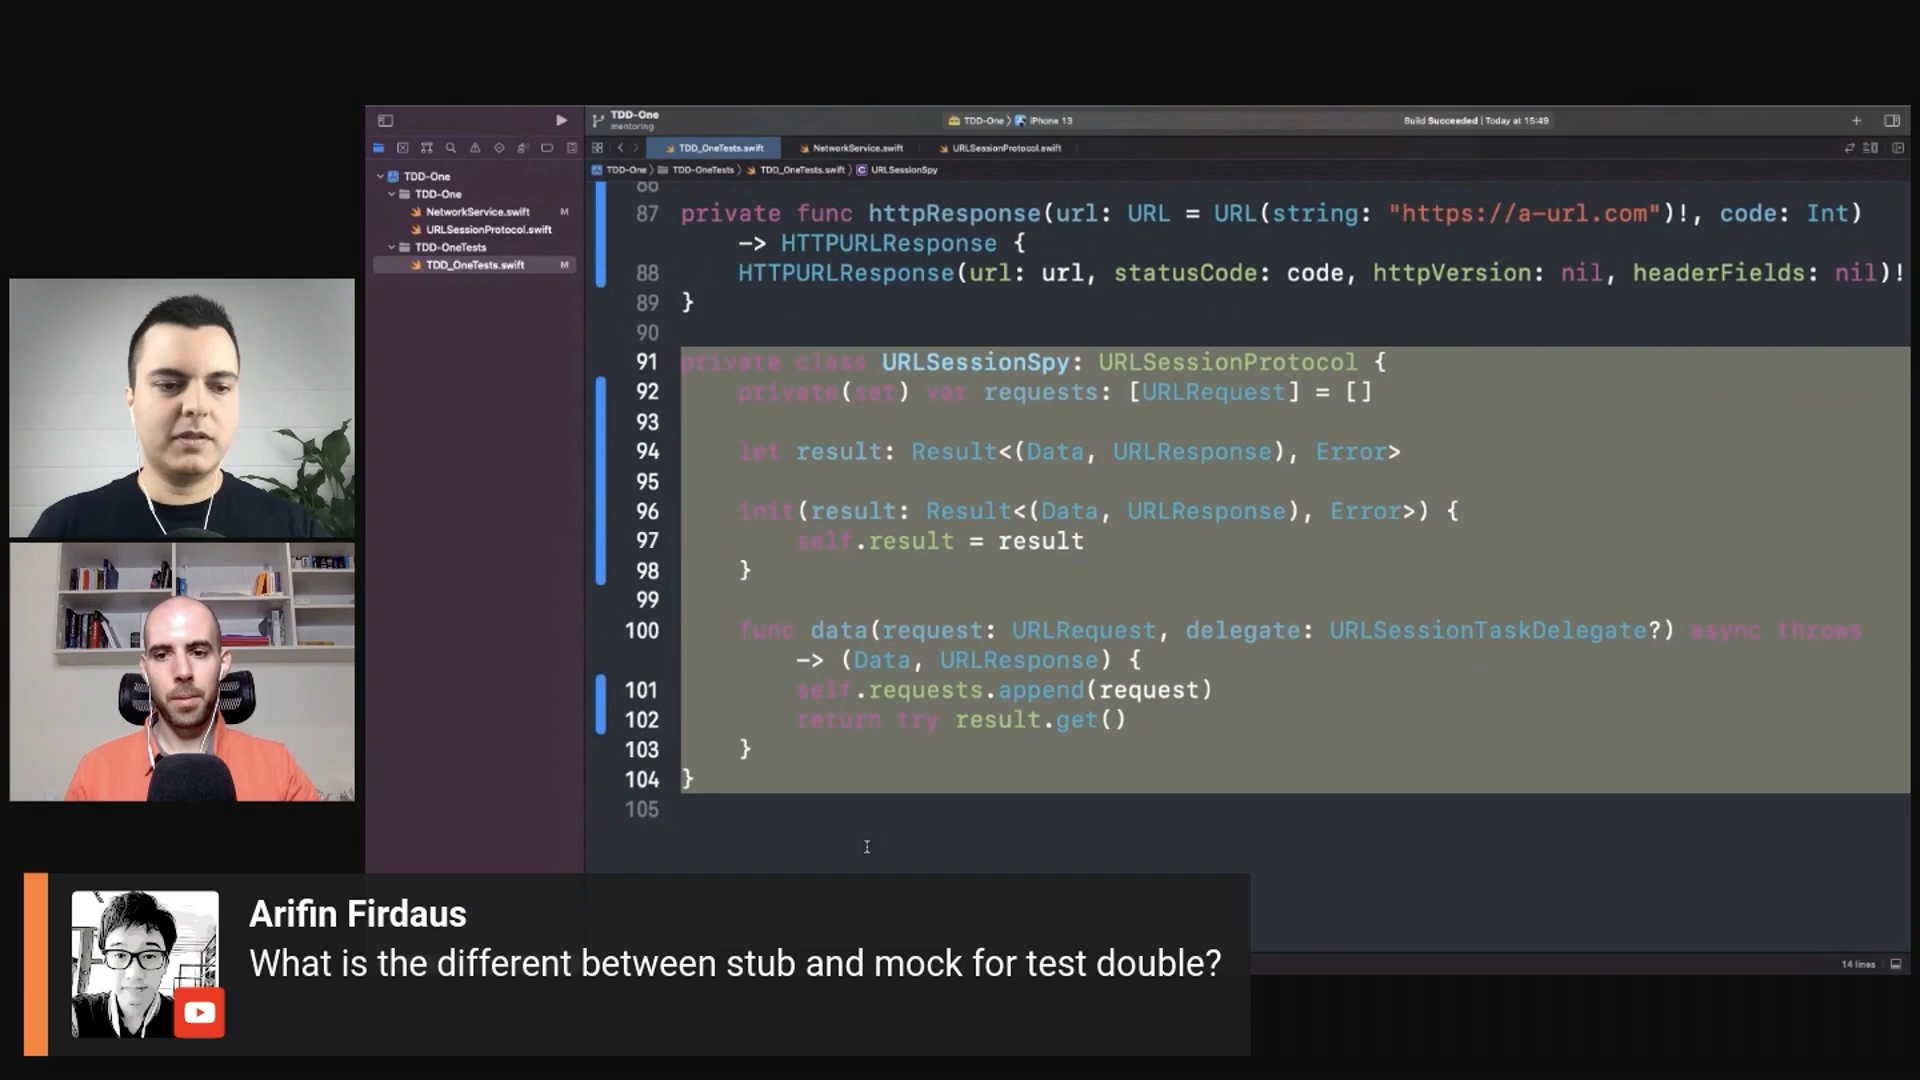 TDD-One
mentoring
TDD-One
iPhone 13
Build Succeeded | Today at 15:49
TDD_OneTests.swift
NetworkService.swift
URLSessionProtocol.swift
TDD-One
TDD-OneTests
TDD_OneTests.swift
C URLSessionSpy
TDD-One
TDD-One
NetworkService.swift M
URLSessionProtocol.swift
TDD-OneTests
TDD_OneTests.swift M
86
87 private func httpResponse(url: URL = URL(string: "https://a-url.com")!, code: Int)
-> HTTPURLResponse {
88 HTTPURLResponse(url: url, statusCode: code, httpVersion: nil, headerFields: nil)!
89 }
90
91 private class URLSessionSpy: URLSessionProtocol {
92 private(set) var requests: [URLRequest] = []
93
94 let result: Result<(Data, URLResponse), Error>
95
96 init(result: Result<(Data, URLResponse), Error>) {
97 self.result = result
98 }
99
100 func data(request: URLRequest, delegate: URLSessionTaskDelegate?) async throws
-> (Data, URLResponse) {
101 self.requests.append(request)
102 return try result.get()
103 }
104 }
105
14 lines
Arifin Firdaus
What is the different between stub and mock for test double?